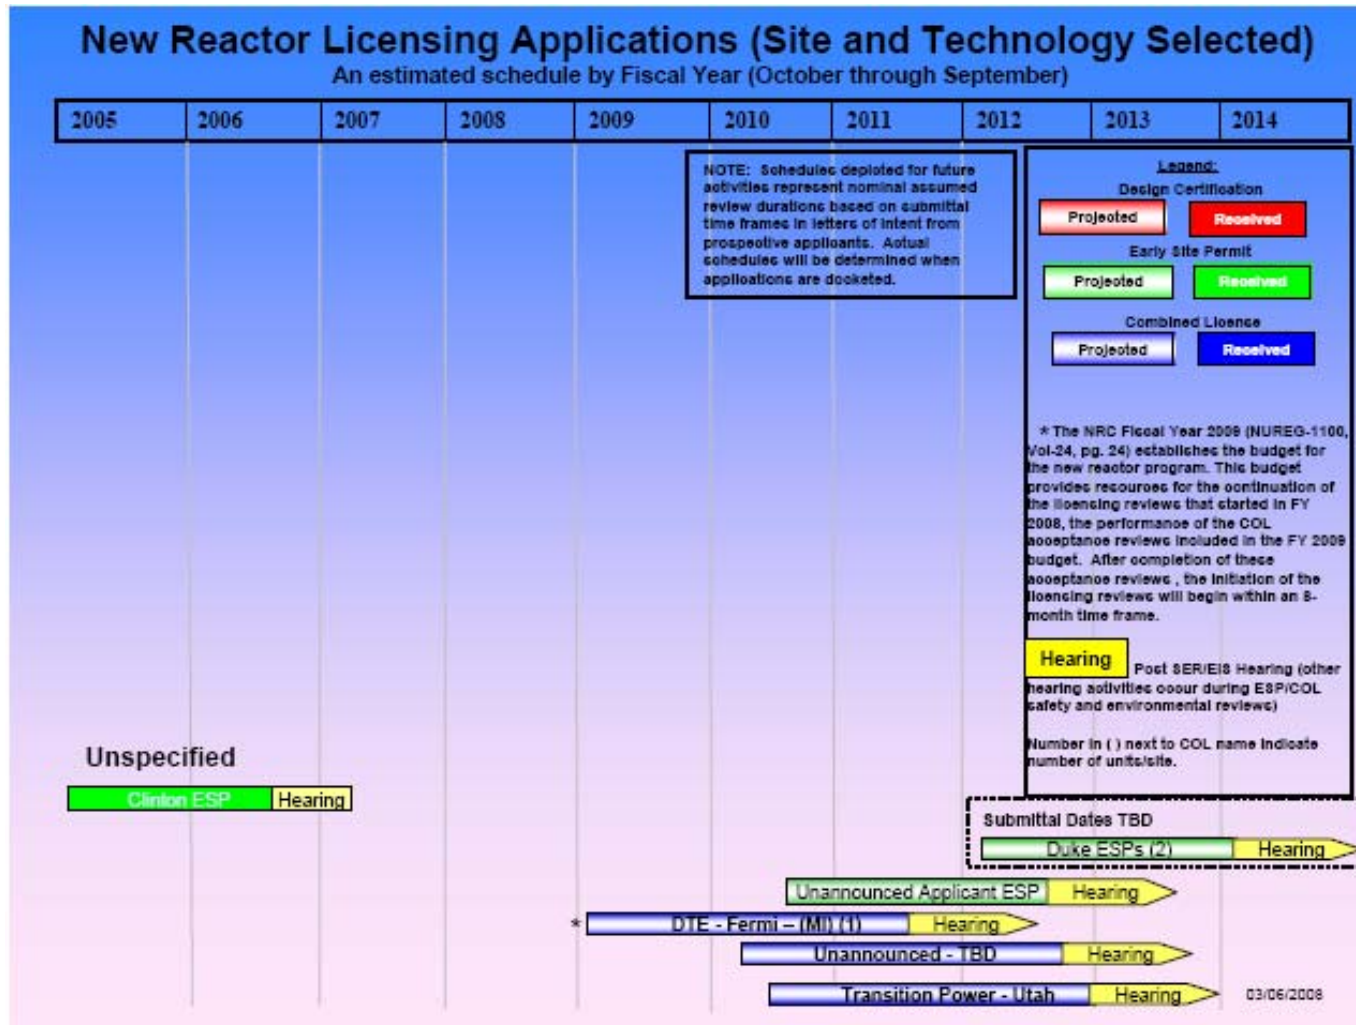 New Reactor Licensing Applications (Site and Technology Selected)
An estimated schedule by Fiscal Year (October through September)
2005 2006 2007 2008 2009 2010 2011 2012 2013 2014
NOTE: Schedules depicted for future
activities represent nominal assumed
review durations based on submittal
time frames in letters of intent from
prospective applicants. Actual
schedules will be determined when
applications are docketed.
Legend:
Design Certification
Projected Received
Early Site Permit
Projected Received
Combined License
Projected Received
* The NRC Fiscal Year 2009 (NUREG-1100,
Vol-24, pg. 24) establishes the budget for
the new reactor program. This budget
provides resources for the continuation of
the licensing reviews that started in FY
2008, the performance of the COL
acceptance reviews included in the FY 2009
budget. After completion of these
acceptance reviews , the initiation of the
licensing reviews will begin within an 8-
month time frame.
Hearing Post SER/EIS Hearing (other
hearing activities occur during ESP/COL
safety and environmental reviews)
Number in ( ) next to COL name indicate
number of units/site.
Unspecified
Clinton ESP Hearing
Submittal Dates TBD
Duke ESPs (2) Hearing
Unannounced Applicant ESP Hearing
* DTE - Fermi – (MI) (1) Hearing
Unannounced - TBD Hearing
Transition Power - Utah Hearing
03/06/2008